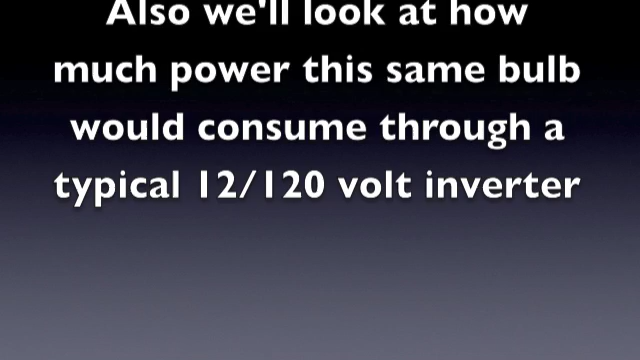 Also we'll look at how
much power this same bulb
would consume through a
typical 12/120 volt inverter